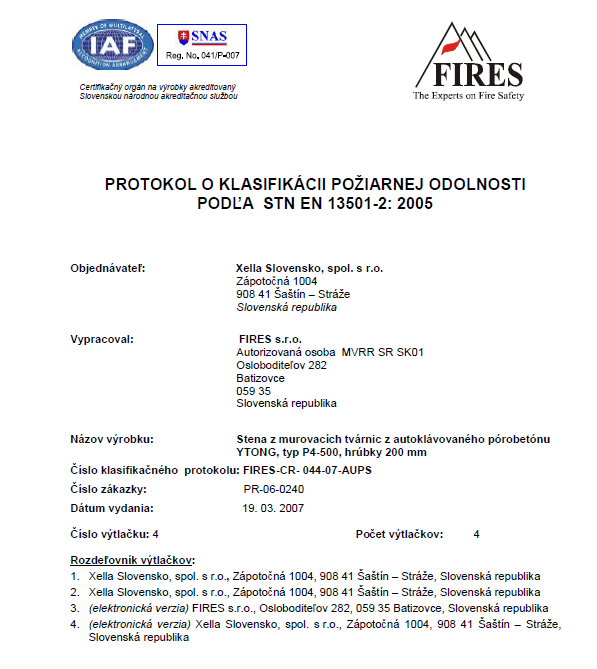 MEMBER OF MULTILATERAL
IAF
RECOGNITION ARRANGEMENT
SNAS
Reg. No. 041/P-007
Certifikačný orgán na výrobky akreditovaný
Slovenskou národnou akreditačnou službou
FIRES
The Experts on Fire Safety
PROTOKOL O KLASIFIKÁCII POŽIARNEJ ODOLNOSTI
PODĽA STN EN 13501-2: 2005
Objednávateľ: Xella Slovensko, spol. s r.o.
Zápotočná 1004
908 41 Šaštín – Stráže
Slovenská republika
Vypracoval: FIRES s.r.o.
Autorizovaná osoba MVRR SR SK01
Osloboditeľov 282
Batizovce
059 35
Slovenská republika
Názov výrobku: Stena z murovacích tvárnic z autoklávovaného pórobetónu
YTONG, typ P4-500, hrúbky 200 mm
Číslo klasifikačného protokolu: FIRES-CR- 044-07-AUPS
Číslo zákazky: PR-06-0240
Dátum vydania: 19. 03. 2007
Číslo výtlačku: 4 Počet výtlačkov: 4
Rozdeľovník výtlačkov:
1. Xella Slovensko, spol. s r.o., Zápotočná 1004, 908 41 Šaštín – Stráže, Slovenská republika
2. Xella Slovensko, spol. s r.o., Zápotočná 1004, 908 41 Šaštín – Stráže, Slovenská republika
3. (elektronická verzia) FIRES s.r.o., Osloboditeľov 282, 059 35 Batizovce, Slovenská republika
4. (elektronická verzia) Xella Slovensko, spol. s r.o., Zápotočná 1004, 908 41 Šaštín – Stráže,
Slovenská republika